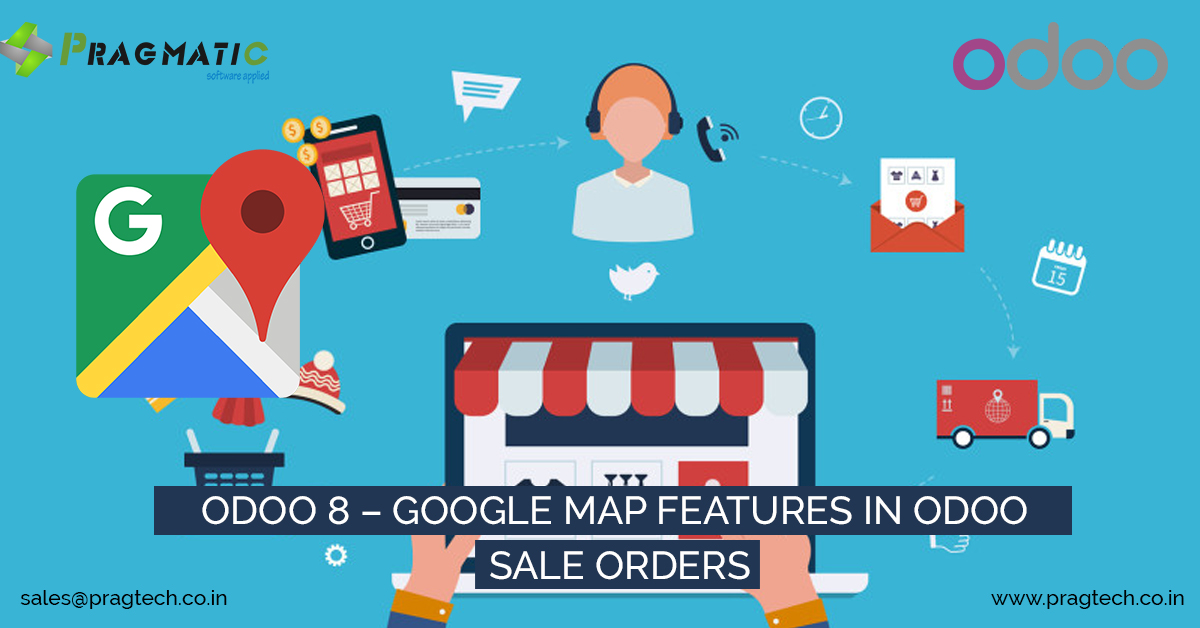 PRAGMATIC
software applied
odoo
G
15
ODOO 8 – GOOGLE MAP FEATURES IN ODOO
SALE ORDERS
sales@pragtech.co.in
www.pragtech.co.in